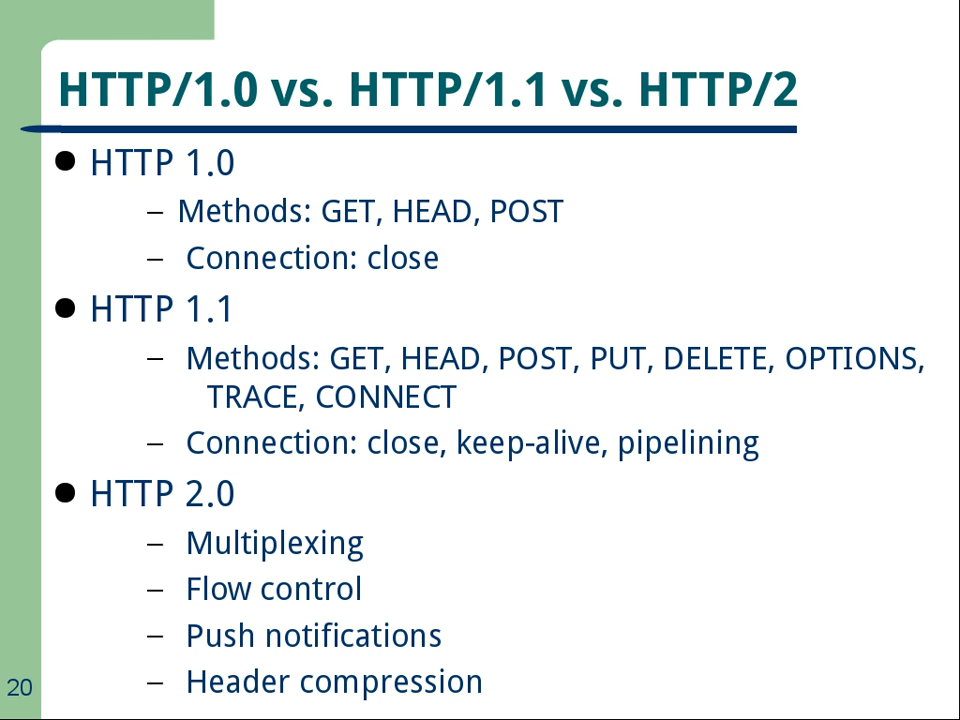 HTTP/1.0 vs. HTTP/1.1 vs. HTTP/2
● HTTP 1.0
– Methods: GET, HEAD, POST
– Connection: close
● HTTP 1.1
– Methods: GET, HEAD, POST, PUT, DELETE, OPTIONS,
TRACE, CONNECT
– Connection: close, keep-alive, pipelining
● HTTP 2.0
– Multiplexing
– Flow control
– Push notifications
– Header compression
20